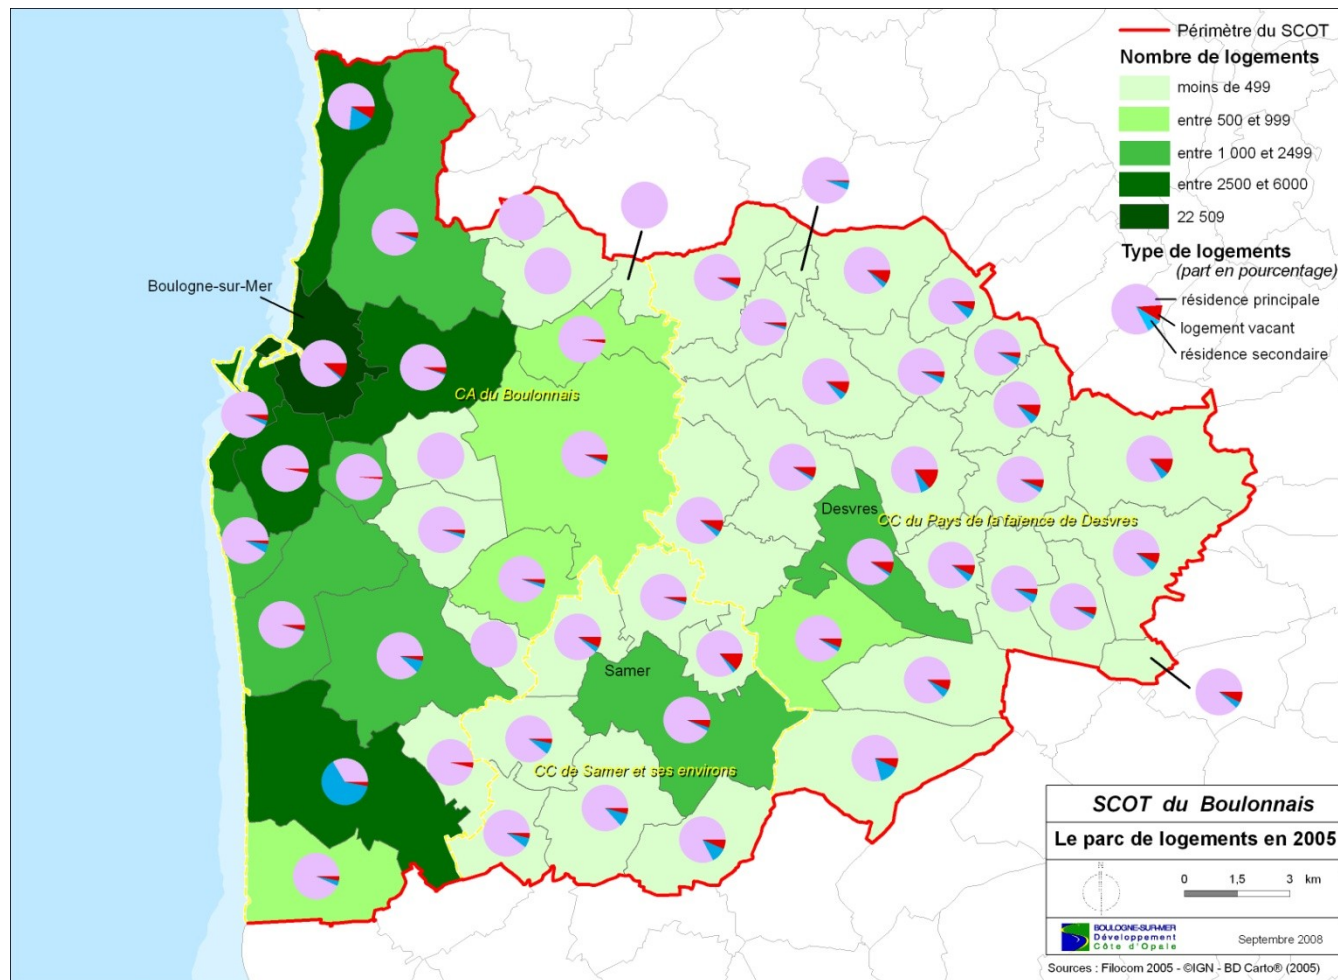 Périmètre du SCOT
Nombre de logements
moins de 499
entre 500 et 999
entre 1 000 et 2499
entre 2500 et 6000
22 509
Type de logements
(part en pourcentage)
résidence principale
logement vacant
résidence secondaire
Boulogne-sur-Mer
CA du Boulonnais
Desvres
CC du Pays de la faïence de Desvres
Samer
CC de Samer et ses environs
SCOT du Boulonnais
Le parc de logements en 2005
N
0 1,5 3 km
BOULOGNE-SUR-MER
Développement
Côte d'Opale
Septembre 2008
Sources : Filocom 2005 - ©IGN - BD Carto® (2005)